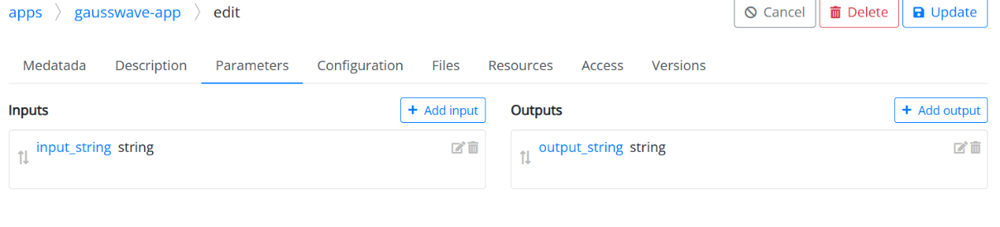 apps > gausswave-app > edit
Cancel Delete Update
Medatada Description Parameters Configuration Files Resources Access Versions
Inputs + Add input
Outputs + Add output
input_string string
output_string string